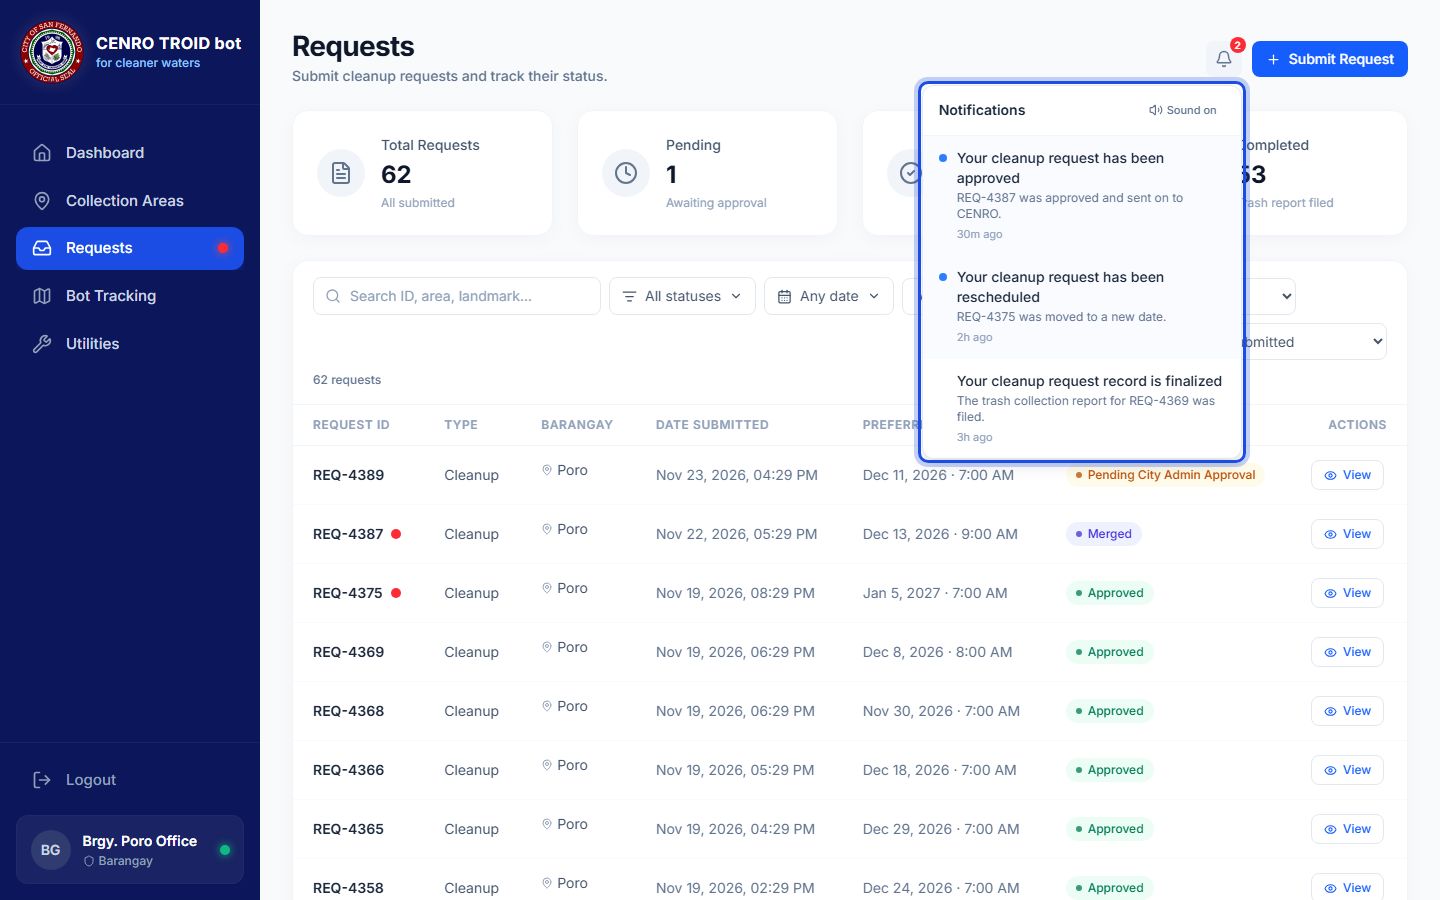 CITY OF SAN FERNANDO
OFFICIAL SEAL
CENRO TROID bot
for cleaner waters
Dashboard
Collection Areas
Requests
Bot Tracking
Utilities
Logout
BG
Brgy. Poro Office
Barangay
Requests
Submit cleanup requests and track their status.
2
Submit Request
Total Requests
62
All submitted
Pending
1
Awaiting approval
ompleted
53
rash report filed
Notifications
Sound on
Your cleanup request has been
approved
REQ-4387 was approved and sent on to
CENRO.
30m ago
Your cleanup request has been
rescheduled
REQ-4375 was moved to a new date.
2h ago
Your cleanup request record is finalized
The trash collection report for REQ-4369 was
filed.
3h ago
Search ID, area, landmark...
All statuses
Any date
bmitted
62 requests
REQUEST ID TYPE BARANGAY DATE SUBMITTED PREFERR ACTIONS
REQ-4389 Cleanup Poro Nov 23, 2026, 04:29 PM Dec 11, 2026 · 7:00 AM Pending City Admin Approval View
REQ-4387 Cleanup Poro Nov 22, 2026, 05:29 PM Dec 13, 2026 · 9:00 AM Merged View
REQ-4375 Cleanup Poro Nov 19, 2026, 08:29 PM Jan 5, 2027 · 7:00 AM Approved View
REQ-4369 Cleanup Poro Nov 19, 2026, 06:29 PM Dec 8, 2026 · 8:00 AM Approved View
REQ-4368 Cleanup Poro Nov 19, 2026, 06:29 PM Nov 30, 2026 · 7:00 AM Approved View
REQ-4366 Cleanup Poro Nov 19, 2026, 05:29 PM Dec 18, 2026 · 7:00 AM Approved View
REQ-4365 Cleanup Poro Nov 19, 2026, 04:29 PM Dec 29, 2026 · 7:00 AM Approved View
REQ-4358 Cleanup Poro Nov 19, 2026, 02:29 PM Dec 24, 2026 · 7:00 AM Approved View